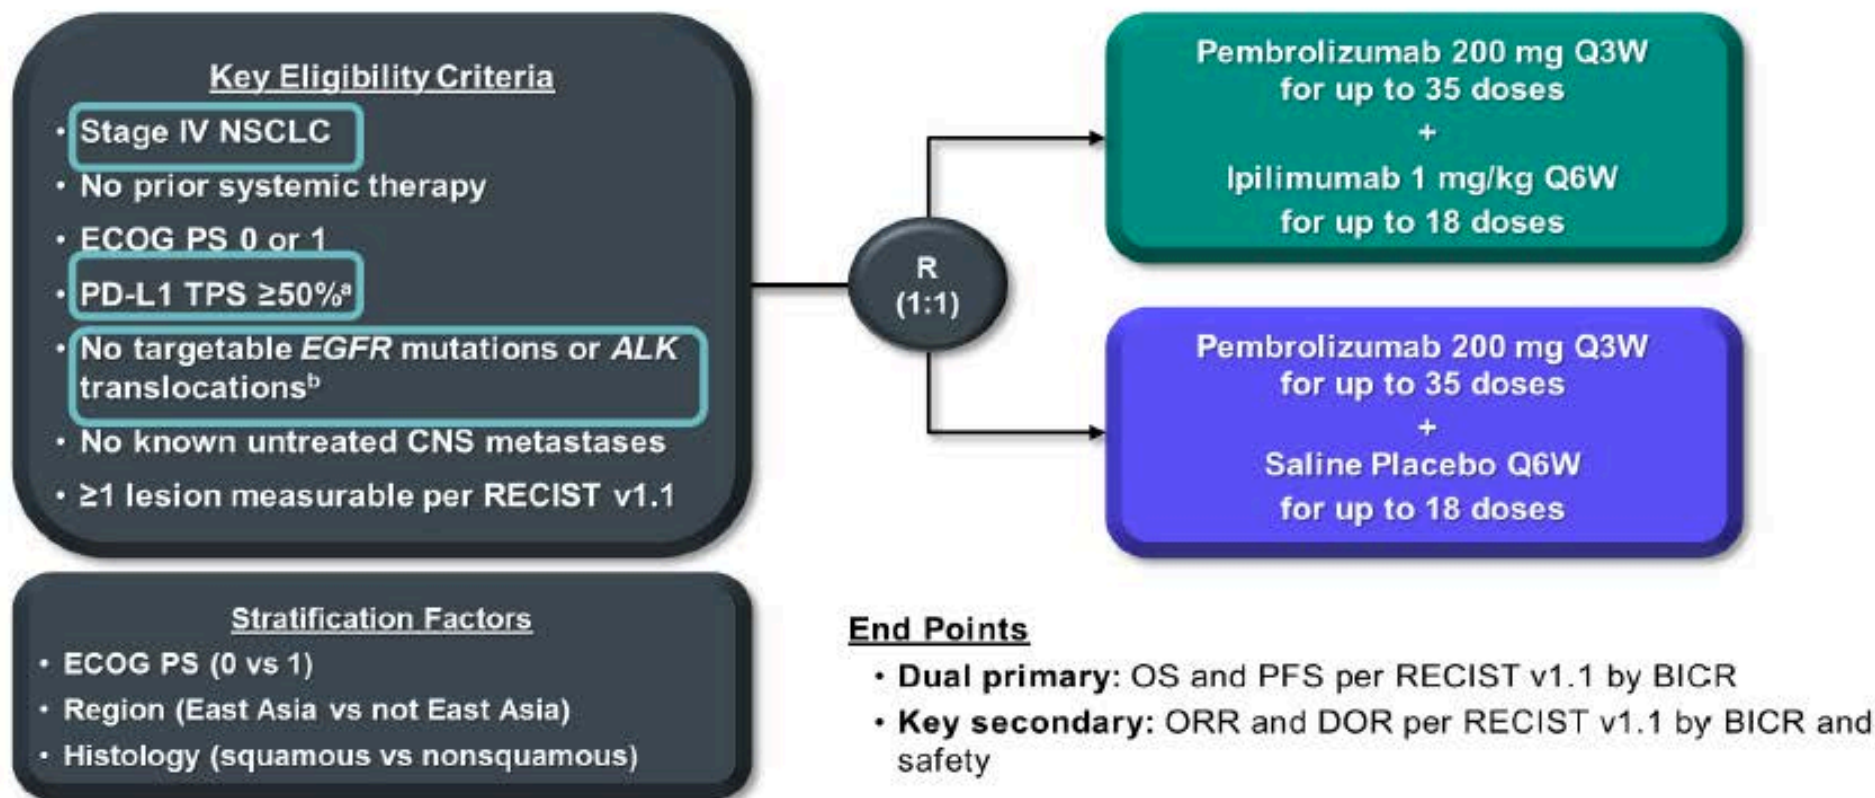 Key Eligibility Criteria
• Stage IV NSCLC
• No prior systemic therapy
• ECOG PS 0 or 1
• PD-L1 TPS ≥50%ᵃ
• No targetable EGFR mutations or ALK
translocationsᵇ
• No known untreated CNS metastases
• ≥1 lesion measurable per RECIST v1.1
Stratification Factors
• ECOG PS (0 vs 1)
• Region (East Asia vs not East Asia)
• Histology (squamous vs nonsquamous)
R
(1:1)
Pembrolizumab 200 mg Q3W
for up to 35 doses
+
Ipilimumab 1 mg/kg Q6W
for up to 18 doses
Pembrolizumab 200 mg Q3W
for up to 35 doses
+
Saline Placebo Q6W
for up to 18 doses
End Points
• Dual primary: OS and PFS per RECIST v1.1 by BICR
• Key secondary: ORR and DOR per RECIST v1.1 by BICR and
safety